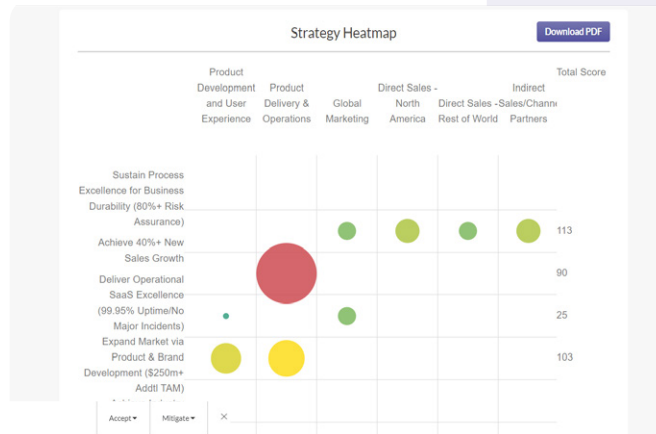 Strategy Heatmap
Download PDF
Product
Development
and User
Experience
Product
Delivery &
Operations
Global
Marketing
Direct Sales -
North
America
Direct Sales -
Rest of World
Indirect
Sales/Channe
Partners
Total Score
Sustain Process
Excellence for Business
Durability (80%+ Risk
Assurance)
Achieve 40%+ New
Sales Growth
Deliver Operational
SaaS Excellence
(99.95% Uptime/No
Major Incidents)
Expand Market via
Product & Brand
Development ($250m+
Addtl TAM)
113
90
25
103
Accept
Mitigate
×